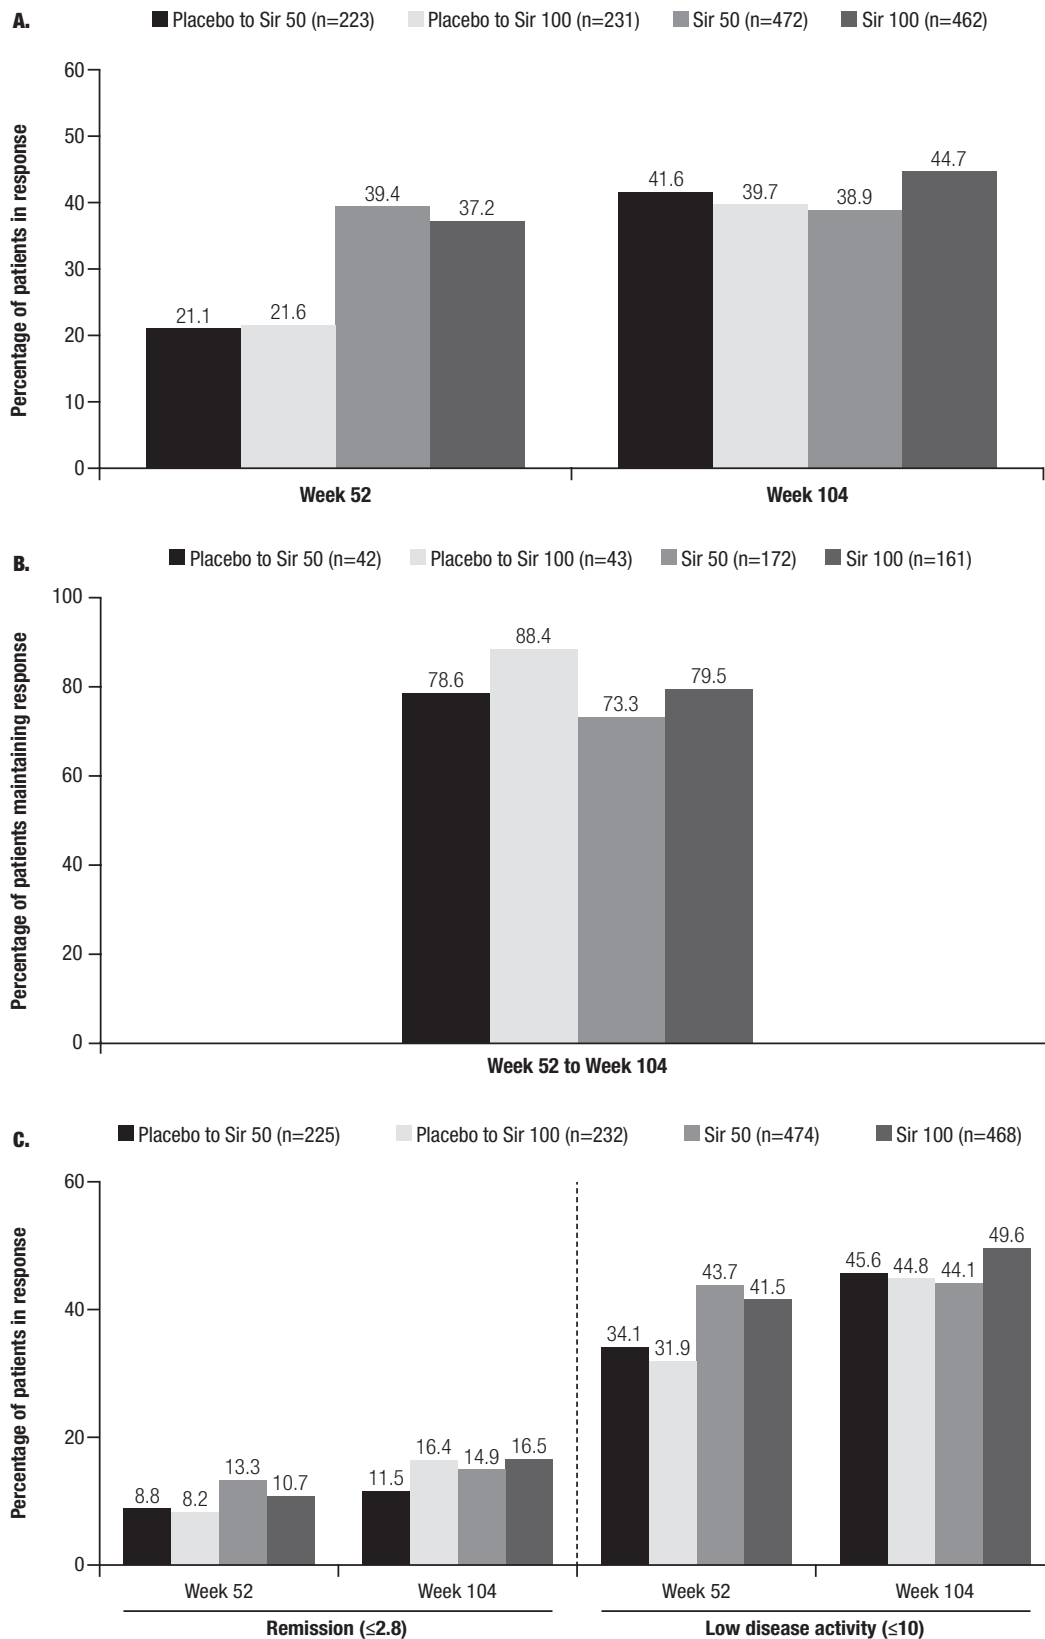 A.
Placebo to Sir 50 (n=223) Placebo to Sir 100 (n=231) Sir 50 (n=472) Sir 100 (n=462)
Percentage of patients in response
60
50
40
30
20
10
0
21.1 21.6 39.4 37.2
41.6 39.7 38.9 44.7
Week 52 Week 104
B.
Placebo to Sir 50 (n=42) Placebo to Sir 100 (n=43) Sir 50 (n=172) Sir 100 (n=161)
Percentage of patients maintaining response
100
80
60
40
20
0
78.6 88.4 73.3 79.5
Week 52 to Week 104
C.
Placebo to Sir 50 (n=225) Placebo to Sir 100 (n=232) Sir 50 (n=474) Sir 100 (n=468)
Percentage of patients in response
60
40
20
0
8.8 8.2 13.3 10.7
11.5 16.4 14.9 16.5
34.1 31.9 43.7 41.5
45.6 44.8 44.1 49.6
Week 52 Week 104 Week 52 Week 104
Remission (≤2.8) Low disease activity (≤10)